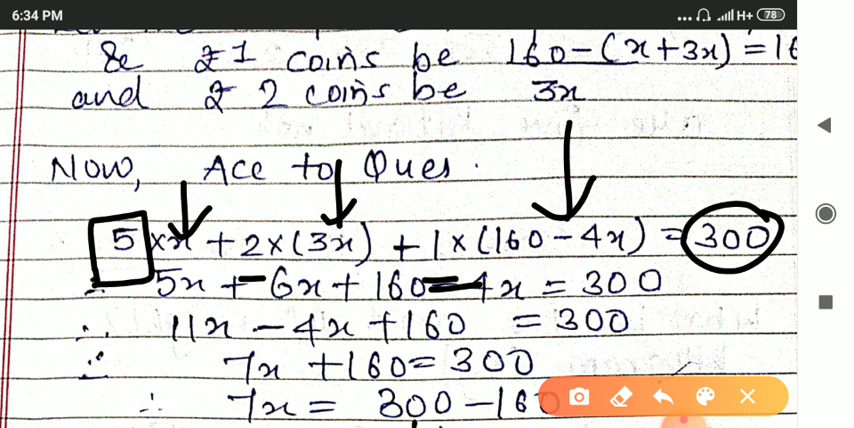 6:34 PM ... H+ 78
& ₹1 coins be 160-(x+3x)=16
and ₹ 2 coins be 3x
Now, Acc to Ques.
5×x+2×(3x)+1×(160-4x)=300
∴ 5x+6x+160-4x=300
∴ 11x-4x+160=300
∴ 7x+160=300
∴ 7x=300-160